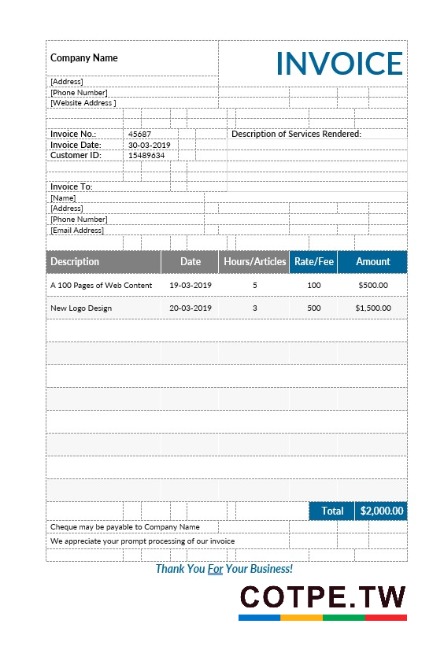 Company Name
INVOICE
[Address]
[Phone Number]
[Website Address ]
Invoice No.: 45687 Description of Services Rendered:
Invoice Date: 30-03-2019
Customer ID: 15489634
Invoice To:
[Name]
[Address]
[Phone Number]
[Email Address]
Description Date Hours/Articles Rate/Fee Amount
A 100 Pages of Web Content 19-03-2019 5 100 $500.00
New Logo Design 20-03-2019 3 500 $1,500.00
Total $2,000.00
Cheque may be payable to Company Name
We appreciate your prompt processing of our invoice
Thank You For Your Business!
COTPE.TW